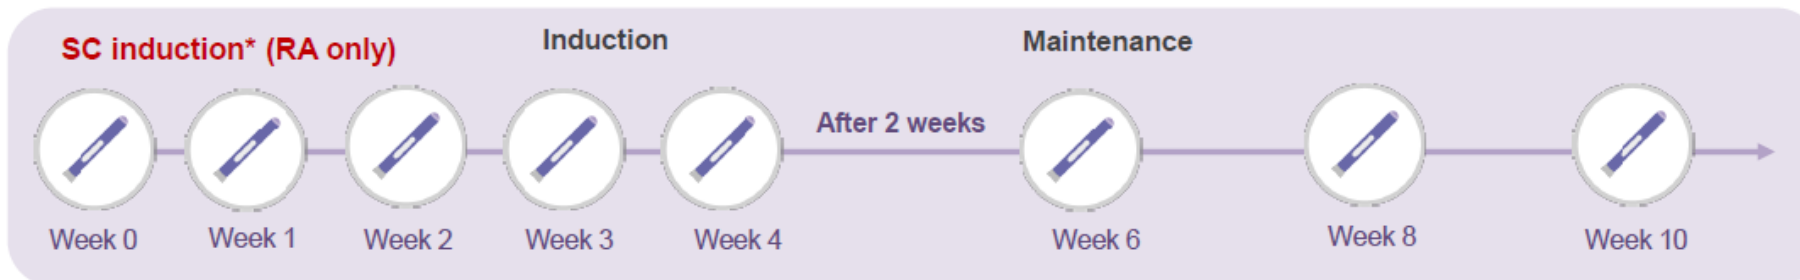 SC induction* (RA only)
Induction
Maintenance
After 2 weeks
Week 0
Week 1
Week 2
Week 3
Week 4
Week 6
Week 8
Week 10